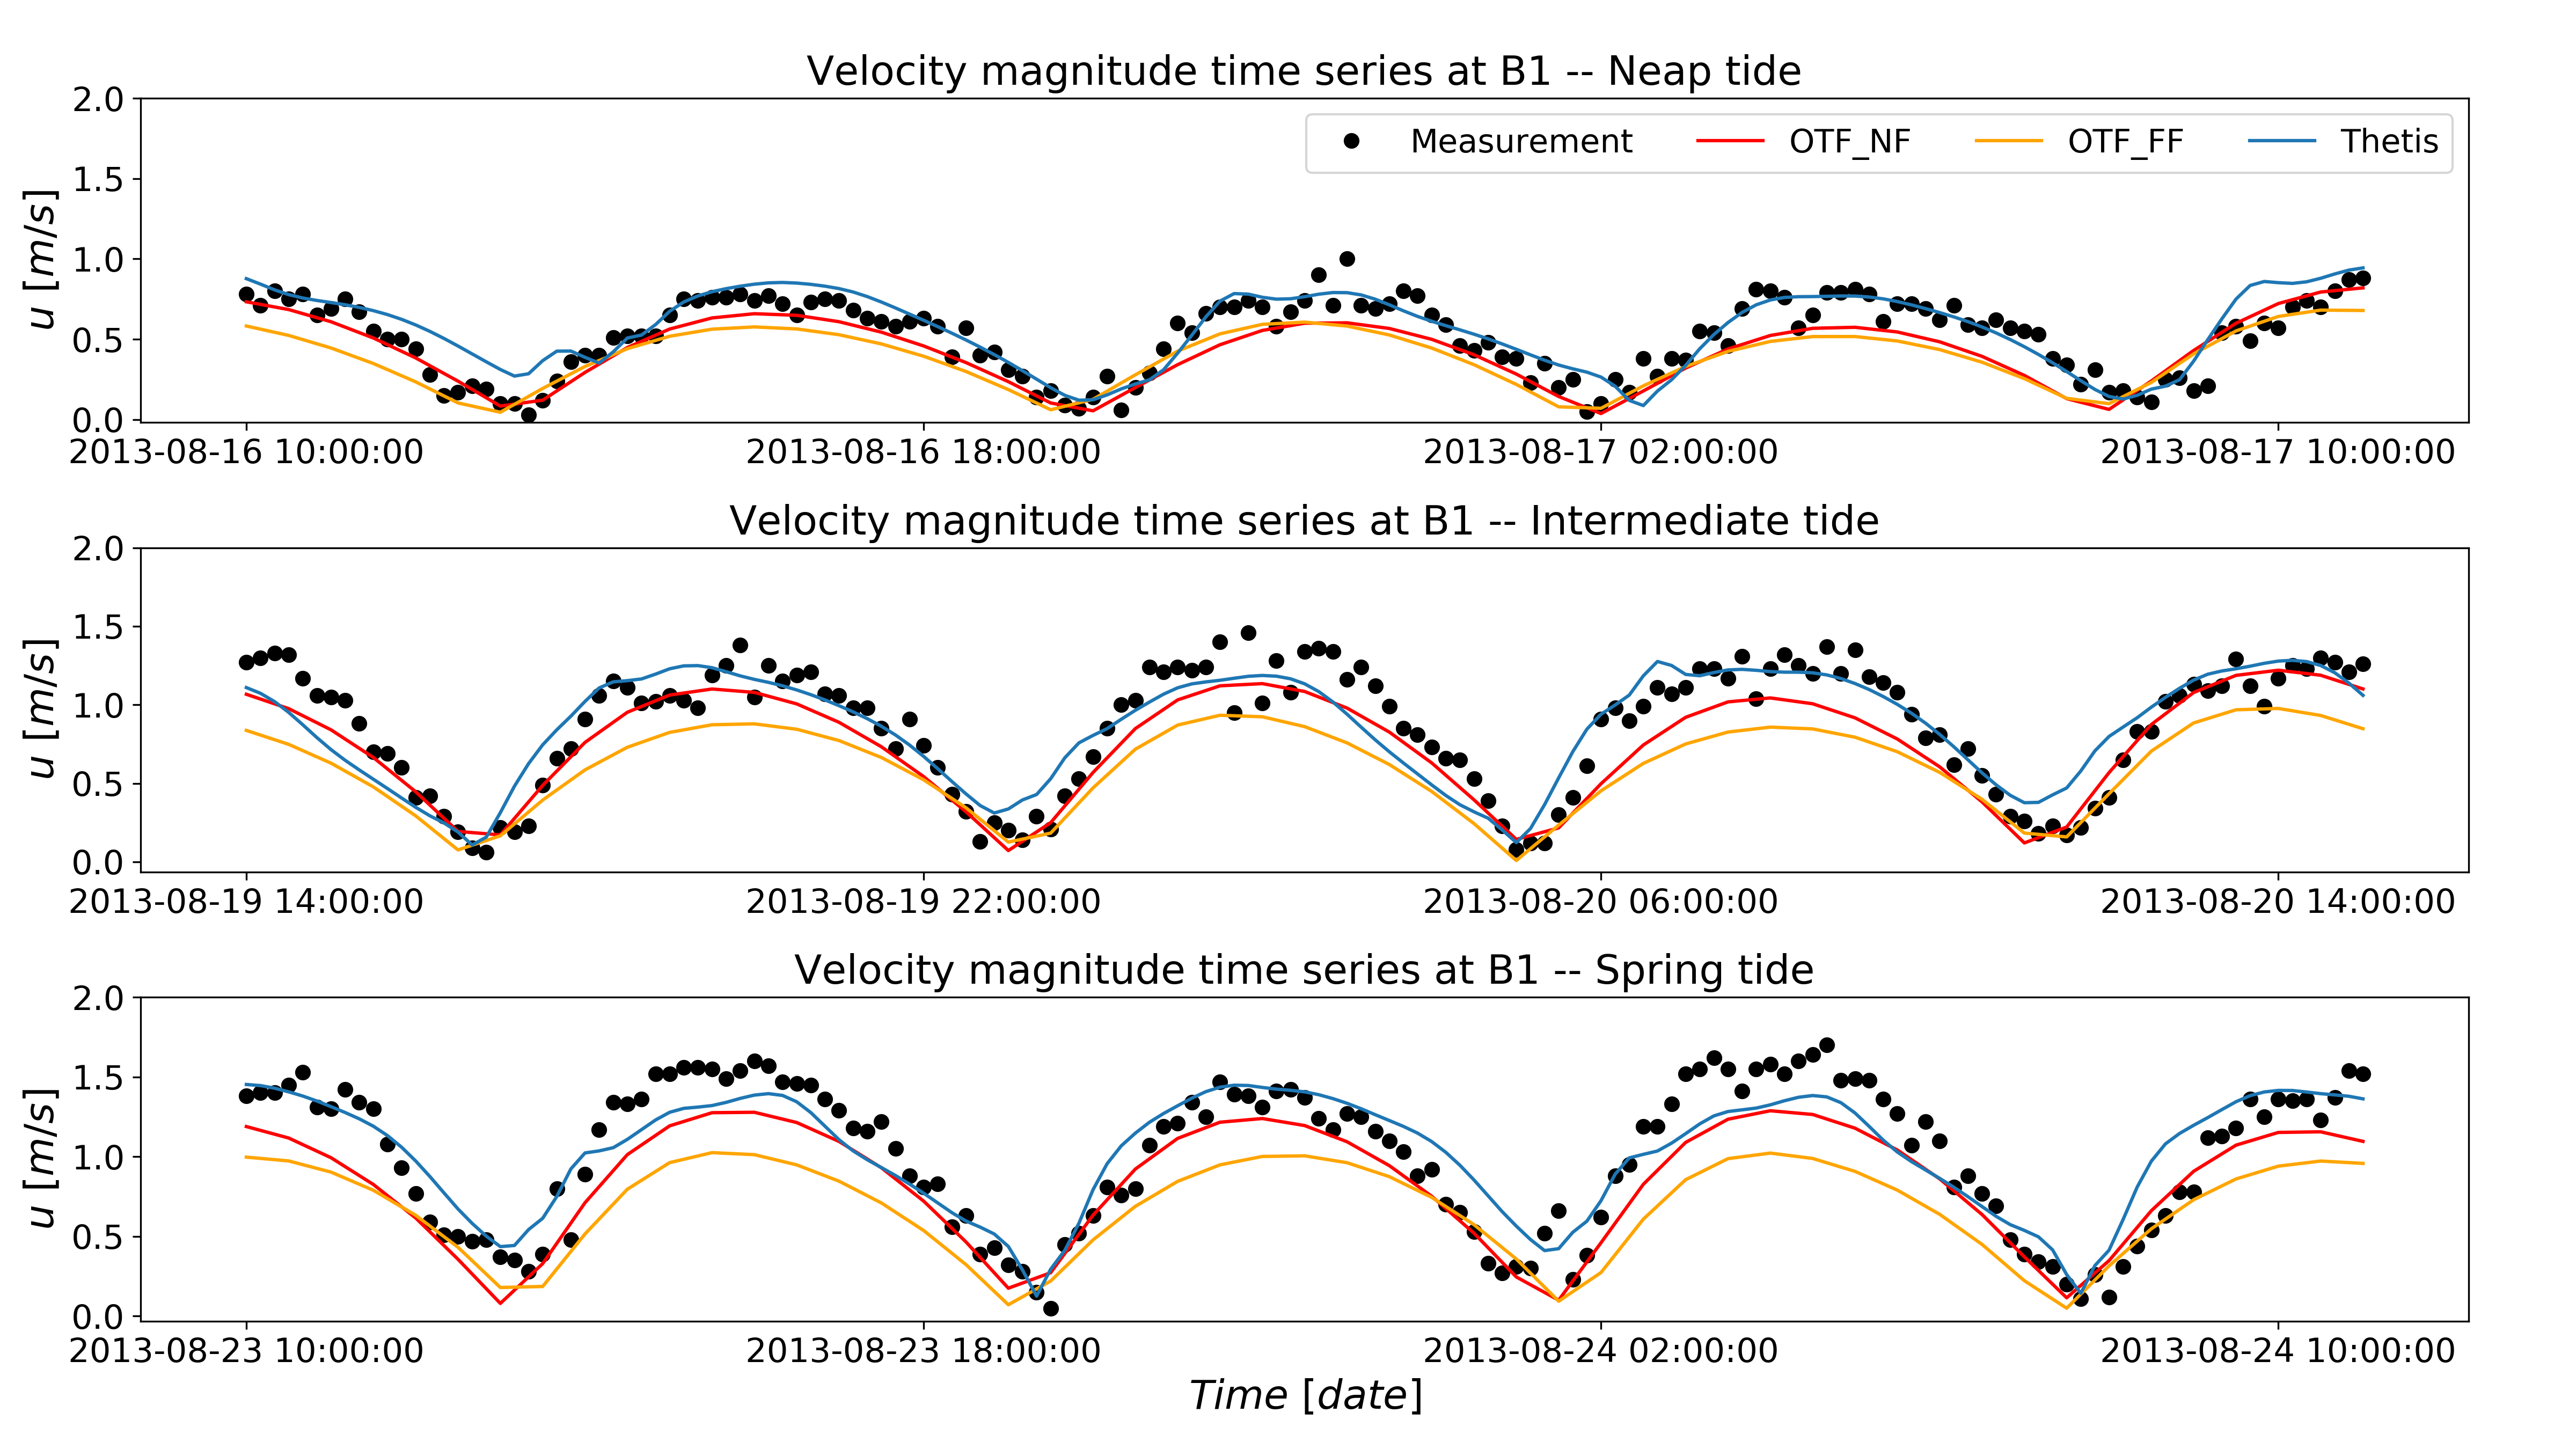 Velocity magnitude time series at B1 -- Neap tide
2.0
1.5
1.0
0.5
0.0
u [m/s]
Measurement OTF_NF OTF_FF Thetis
2013-08-16 10:00:00 2013-08-16 18:00:00 2013-08-17 02:00:00 2013-08-17 10:00:00
Velocity magnitude time series at B1 -- Intermediate tide
2.0
1.5
1.0
0.5
0.0
u [m/s]
2013-08-19 14:00:00 2013-08-19 22:00:00 2013-08-20 06:00:00 2013-08-20 14:00:00
Velocity magnitude time series at B1 -- Spring tide
2.0
1.5
1.0
0.5
0.0
u [m/s]
2013-08-23 10:00:00 2013-08-23 18:00:00 2013-08-24 02:00:00 2013-08-24 10:00:00
Time [date]